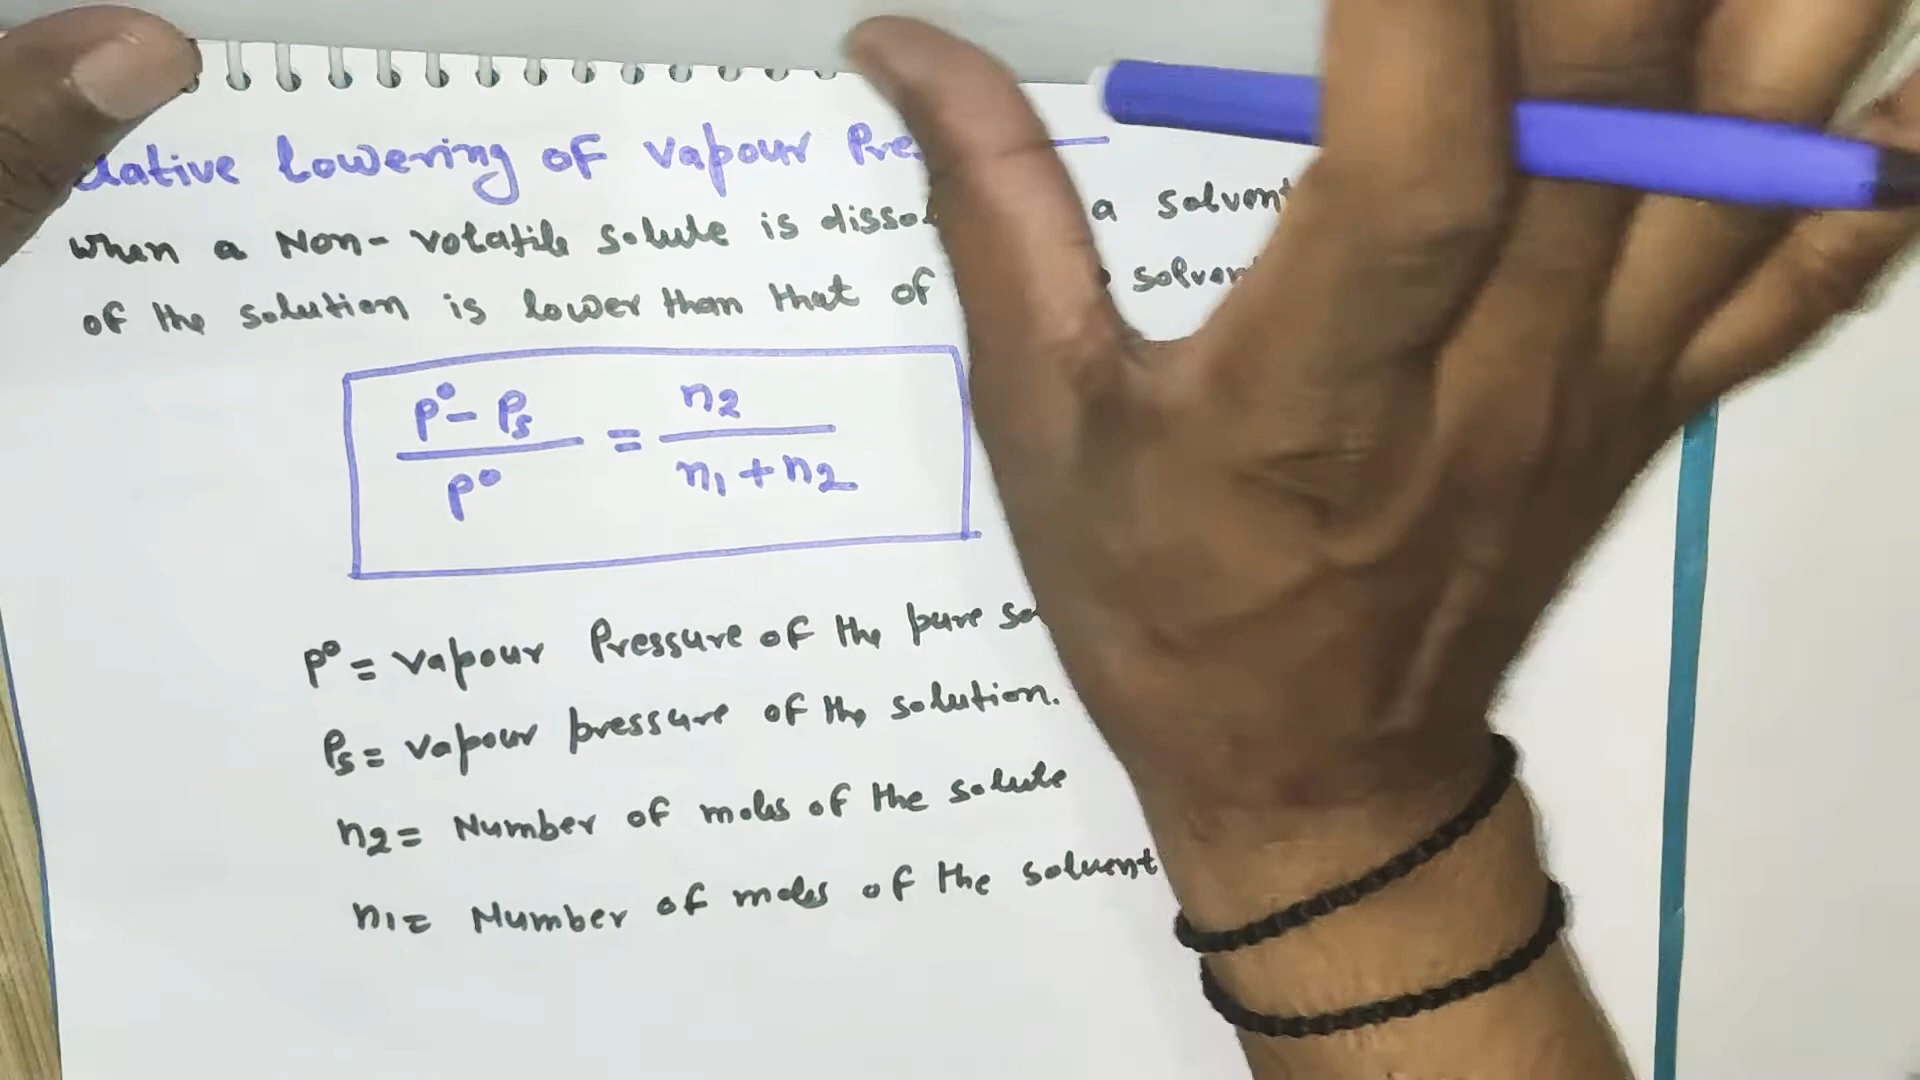 lative lowering of vapour Pre
when a Non-volatile solute is disso a solvent
of the solution is lower than that of solven
P° - Ps / P° = n2 / n1 + n2
P° = vapour Pressure of the pure so
Ps = vapour pressure of the solution.
n2 = Number of moles of the solute
n1 = Number of moles of the solvent